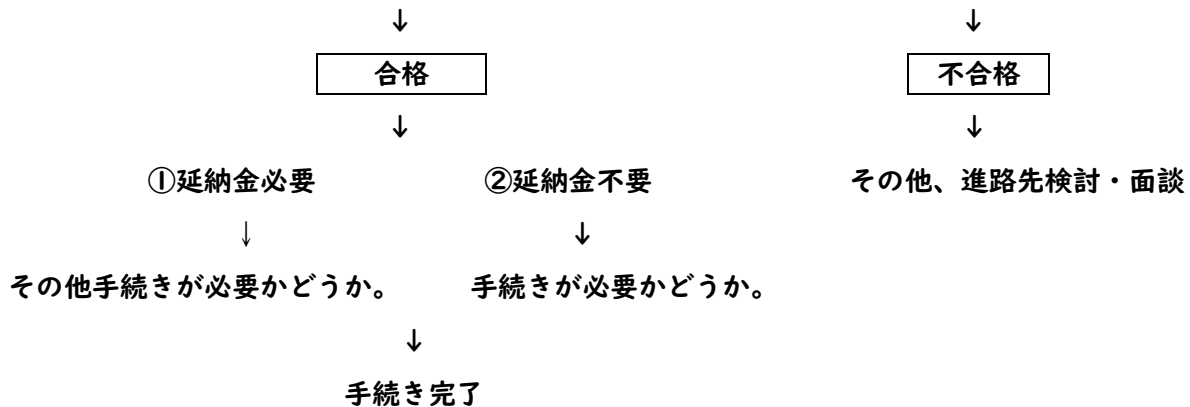 ↓ ↓
合格 不合格
↓ ↓
①延納金必要 ②延納金不要 その他、進路先検討・面談
↓ ↓
その他手続きが必要かどうか。 手続きが必要かどうか。
↓
手続き完了